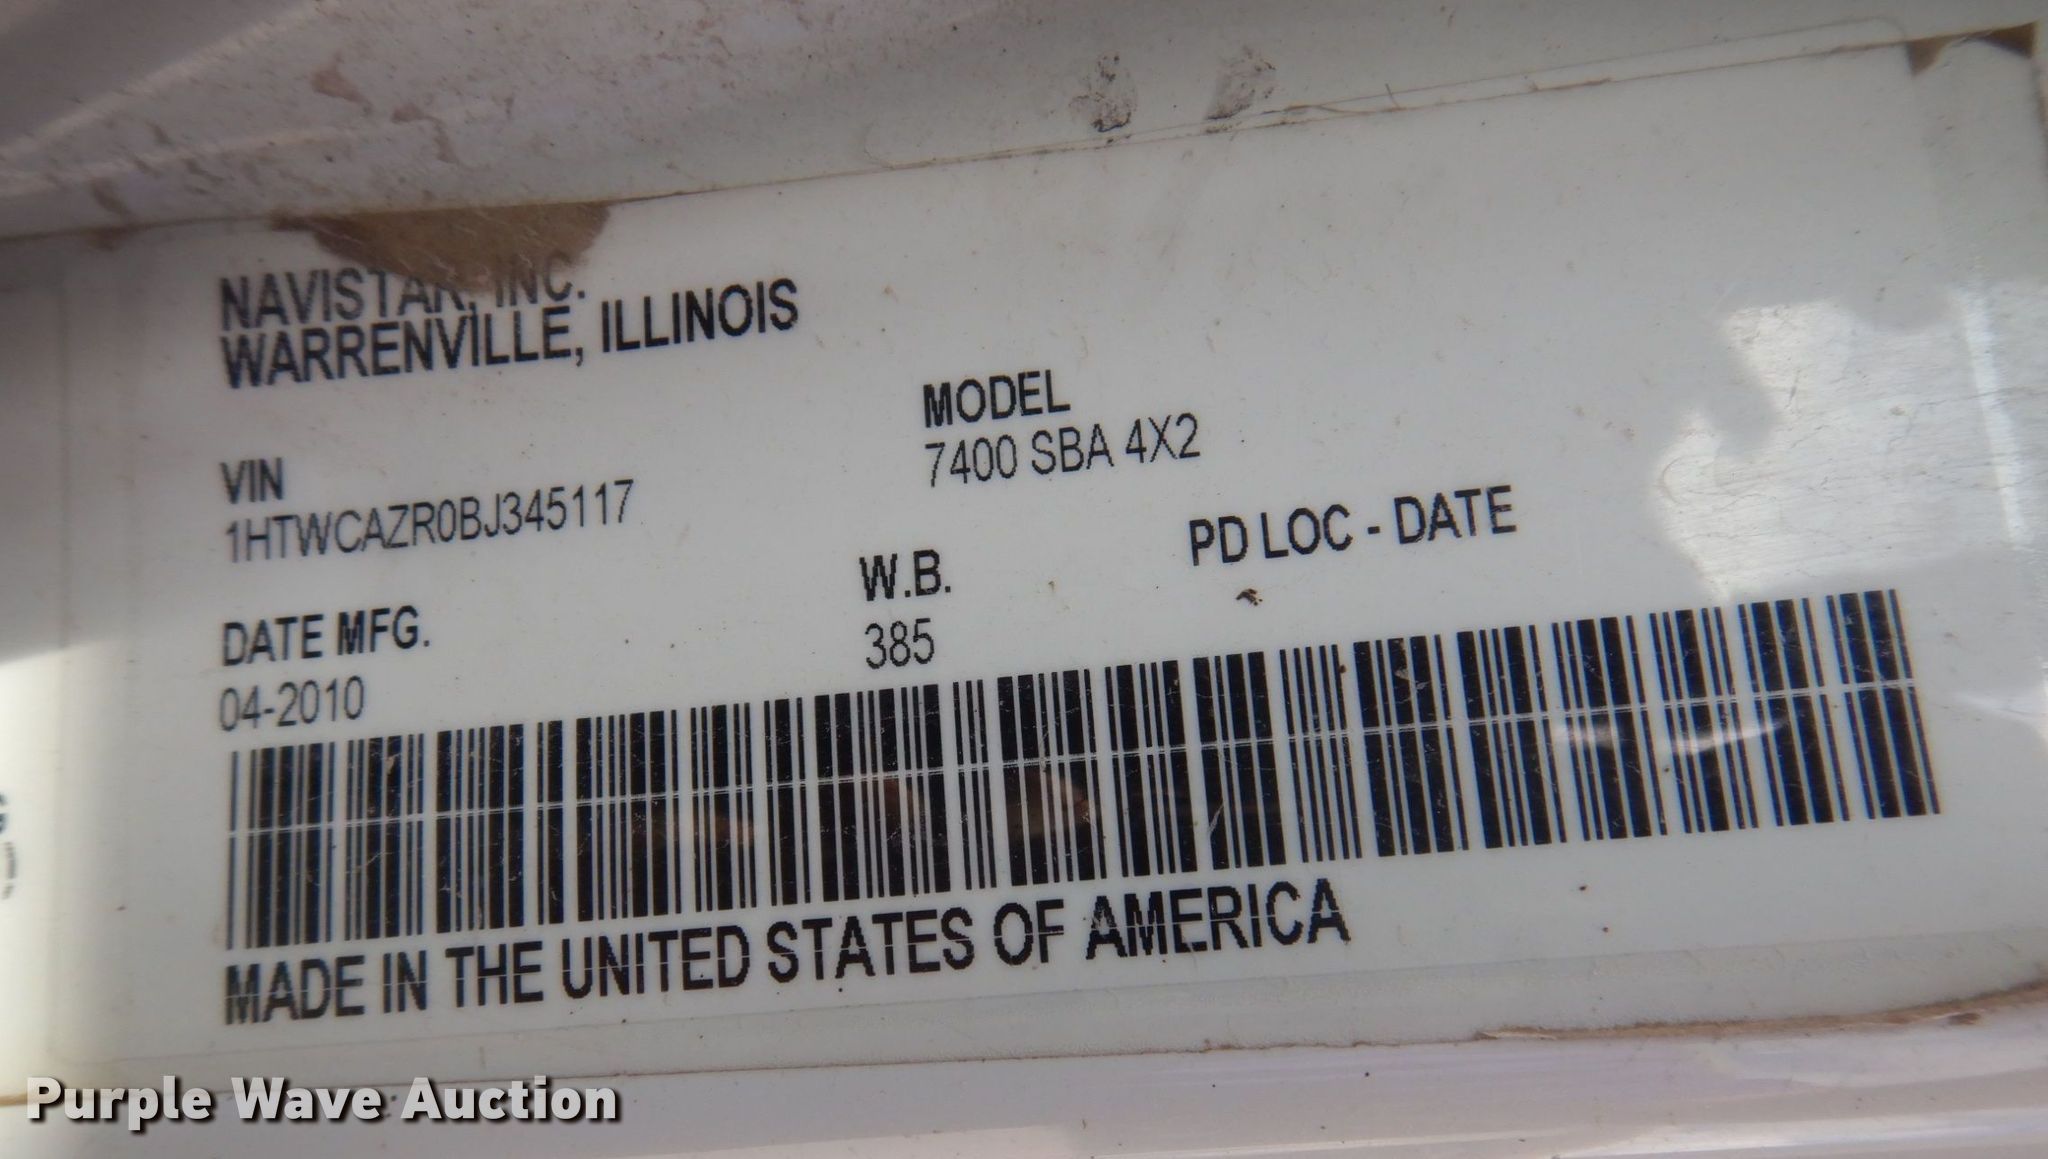 NAVISTAR, INC.
WARRENVILLE, ILLINOIS
VIN
1HTWCAZR0BJ345117
MODEL
7400 SBA 4X2
DATE MFG.
04-2010
W.B.
385
PD LOC - DATE
MADE IN THE UNITED STATES OF AMERICA
Purple Wave Auction